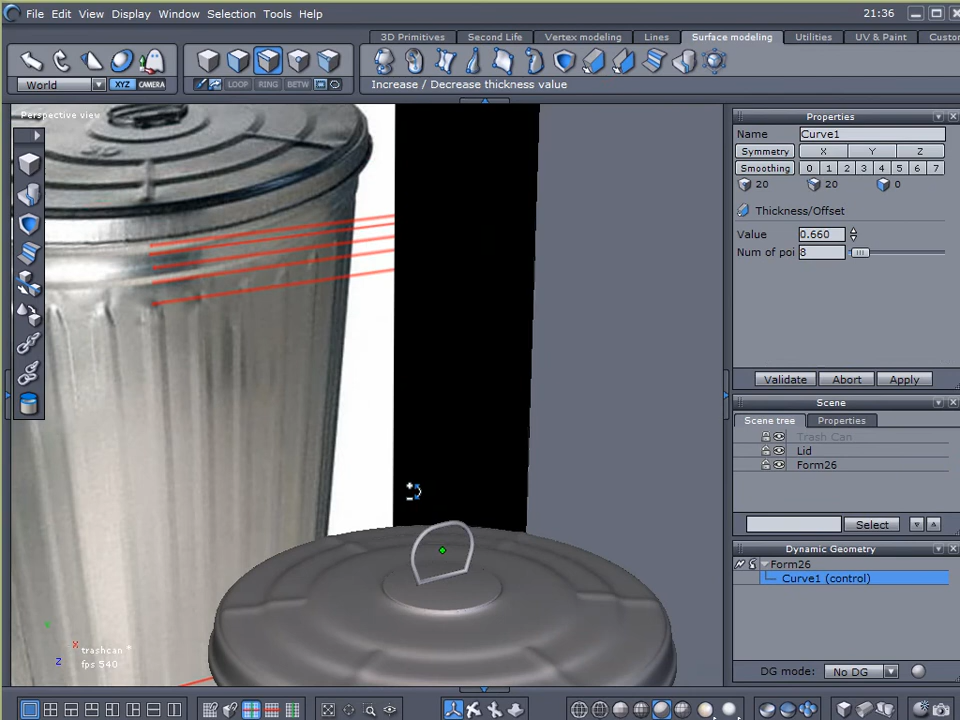 File Edit View Display Window Selection Tools Help 21:36
3D Primitives Second Life Vertex modeling Lines Surface modeling Utilities UV & Paint Custo
World XYZ CAMERA LOOP RING BETW Increase / Decrease thickness value
Perspective view
Properties
Name Curve1
Symmetry X Y Z
Smoothing 0 1 2 3 4 5 6 7
20 20 0
Thickness/Offset
Value 0.660
Num of poi 8
Validate Abort Apply
Scene
Scene tree Properties
Trash Can
Lid
Form26
Select
Dynamic Geometry
Form26
Curve1 (control)
DG mode: No DG
Y
X
Z
trashcan *
fps 540